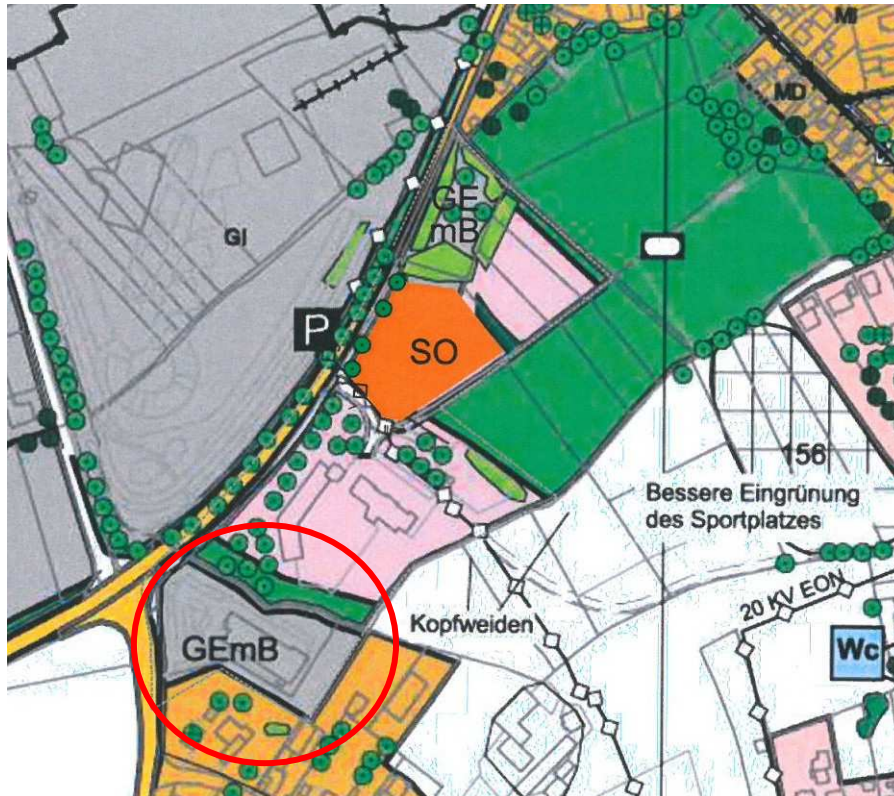 MI
MD
GE
mB
GI
P
SO
156
Bessere Eingrünung
des Sportplatzes
20 KV EON
Kopfweiden
GEmB
Wc